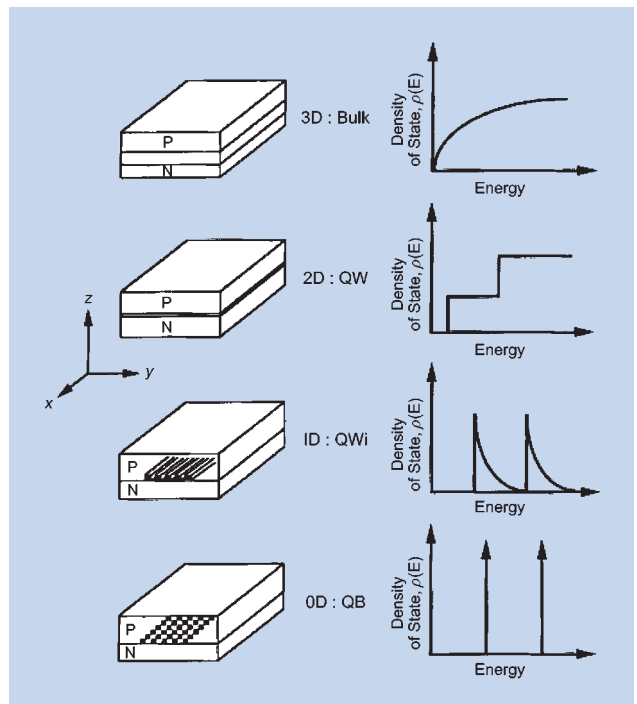 P
N
3D : Bulk
Density
of State, ρ(E)
Energy
P
N
2D : QW
Density
of State, ρ(E)
Energy
z
y
x
P
N
ID : QWi
Density
of State, ρ(E)
Energy
P
N
0D : QB
Density
of State, ρ(E)
Energy